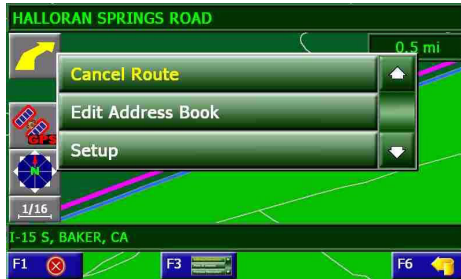 HALLORAN SPRINGS ROAD
0.5 mi
Cancel Route
Edit Address Book
GPS
Setup
N
1/16
I-15 S, BAKER, CA
F1 F3 F6